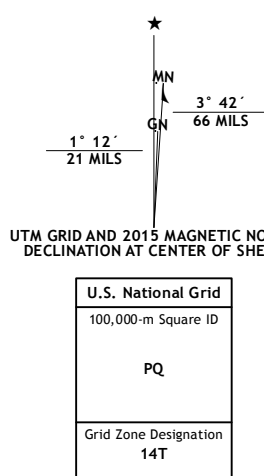 MN
GN
3° 42´
66 MILS
1° 12´
21 MILS
UTM GRID AND 2015 MAGNETIC NO
DECLINATION AT CENTER OF SHE
U.S. National Grid
100,000-m Square ID
PQ
Grid Zone Designation
14T